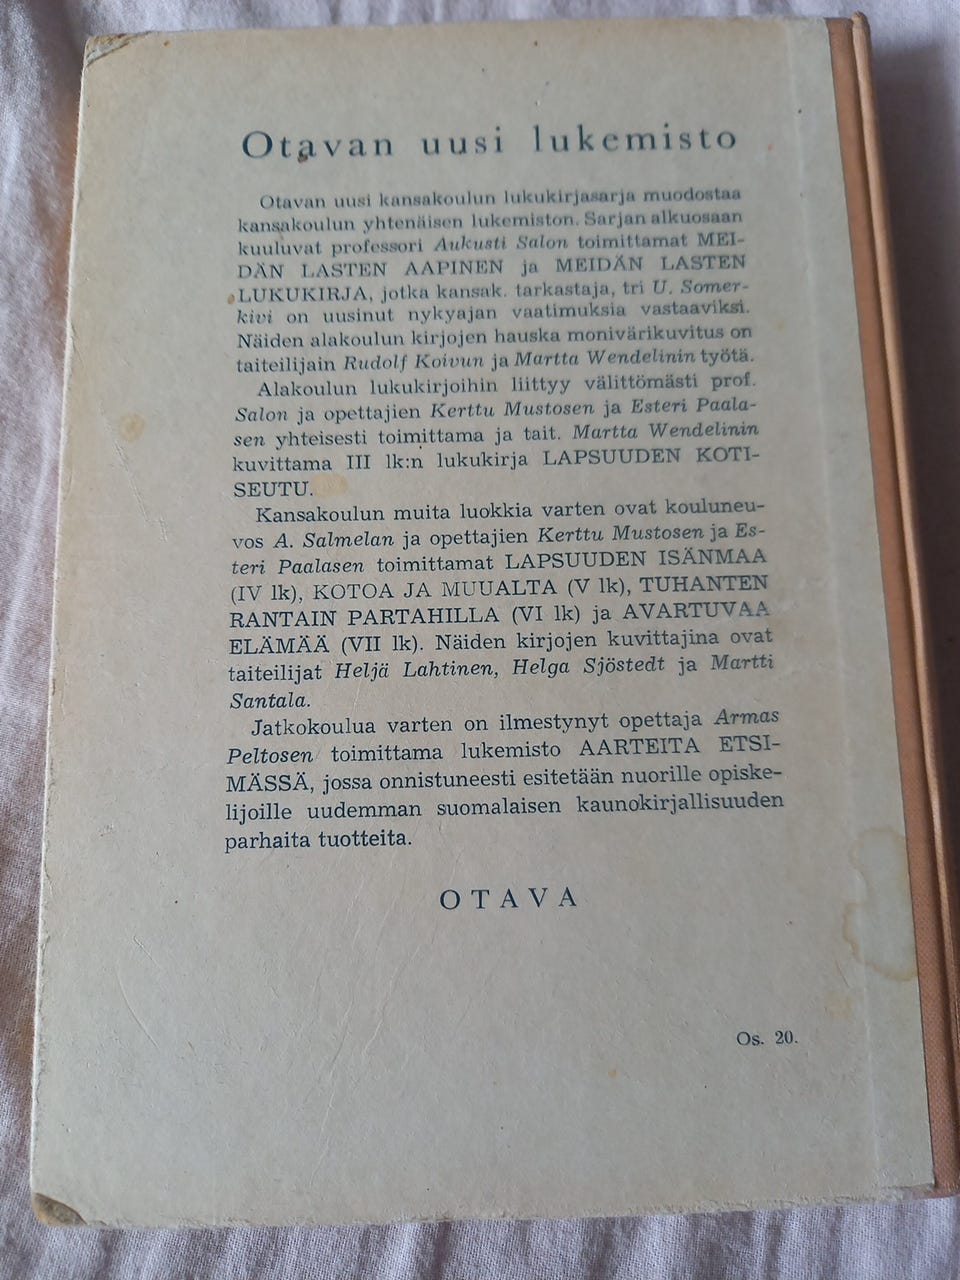 Otavan uusi lukemisto
Otavan uusi kansakoulun lukukirjasarja muodostaa
kansakoulun yhtenäisen lukemiston. Sarjan alkuosaan
kuuluvat professori Aukusti Salon toimittamat MEI-
DÄN LASTEN AAPINEN ja MEIDÄN LASTEN
LUKUKIRJA, jotka kansak. tarkastaja, tri U. Somer-
kivi on uusinut nykyajan vaatimuksia vastaaviksi.
Näiden alakoulun kirjojen hauska monivärikuvitus on
taiteilijain Rudolf Koivun ja Martta Wendelinin työtä.
Alakoulun lukukirjoihin liittyy välittömästi prof.
Salon ja opettajien Kerttu Mustosen ja Esteri Paala-
sen yhteisesti toimittama ja tait. Martta Wendelinin
kuvittama III lk:n lukukirja LAPSUUDEN KOTI-
SEUTU.
Kansakoulun muita luokkia varten ovat kouluneu-
vos A. Salmelan ja opettajien Kerttu Mustosen ja Es-
teri Paalasen toimittamat LAPSUUDEN ISÄNMAA
(IV lk), KOTOA JA MUUALTA (V lk), TUHANTEN
RANTAIN PARTAHILLA (VI lk) ja AVARTUVAA
ELÄMÄÄ (VII lk). Näiden kirjojen kuvittajina ovat
taiteilijat Heljä Lahtinen, Helga Sjöstedt ja Martti
Santala.
Jatkokoulua varten on ilmestynyt opettaja Armas
Peltosen toimittama lukemisto AARTEITA ETSI-
MÄSSÄ, jossa onnistuneesti esitetään nuorille opiske-
lijoille uudemman suomalaisen kaunokirjallisuuden
parhaita tuotteita.
OTAVA
Os. 20.